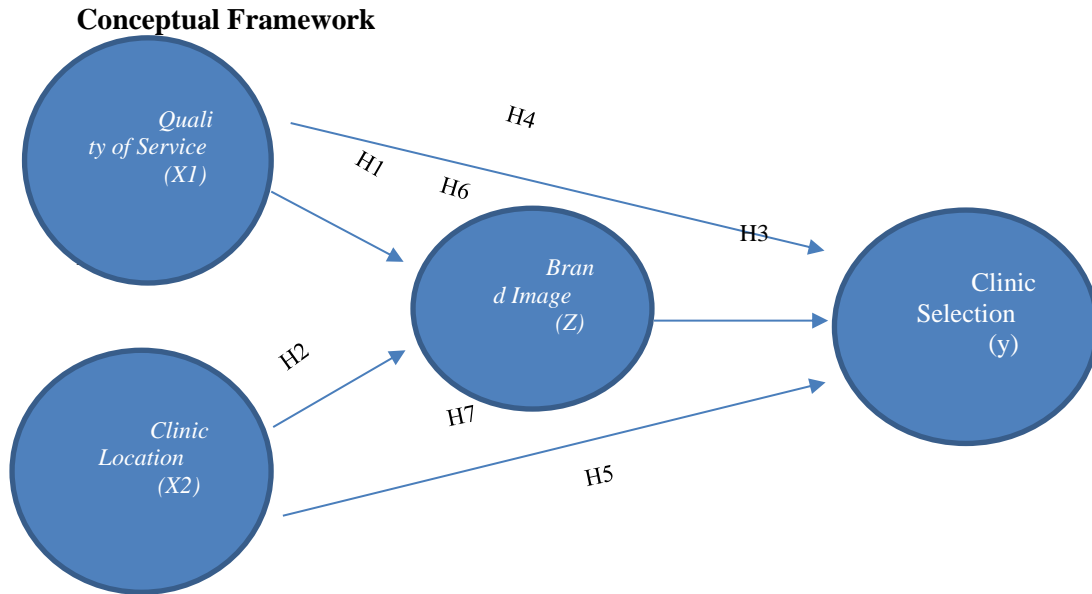 Conceptual Framework
Quali
ty of Service
(X1)
H4
H1
H6
H3
Bran
d Image
(Z)
Clinic
Selection
(y)
H2
H7
Clinic
Location
(X2)
H5